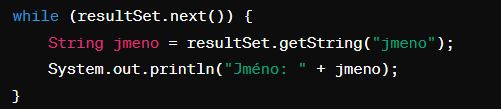 while (resultSet.next()) {
    String jmeno = resultSet.getString("jmeno");
    System.out.println("Jméno: " + jmeno);
}